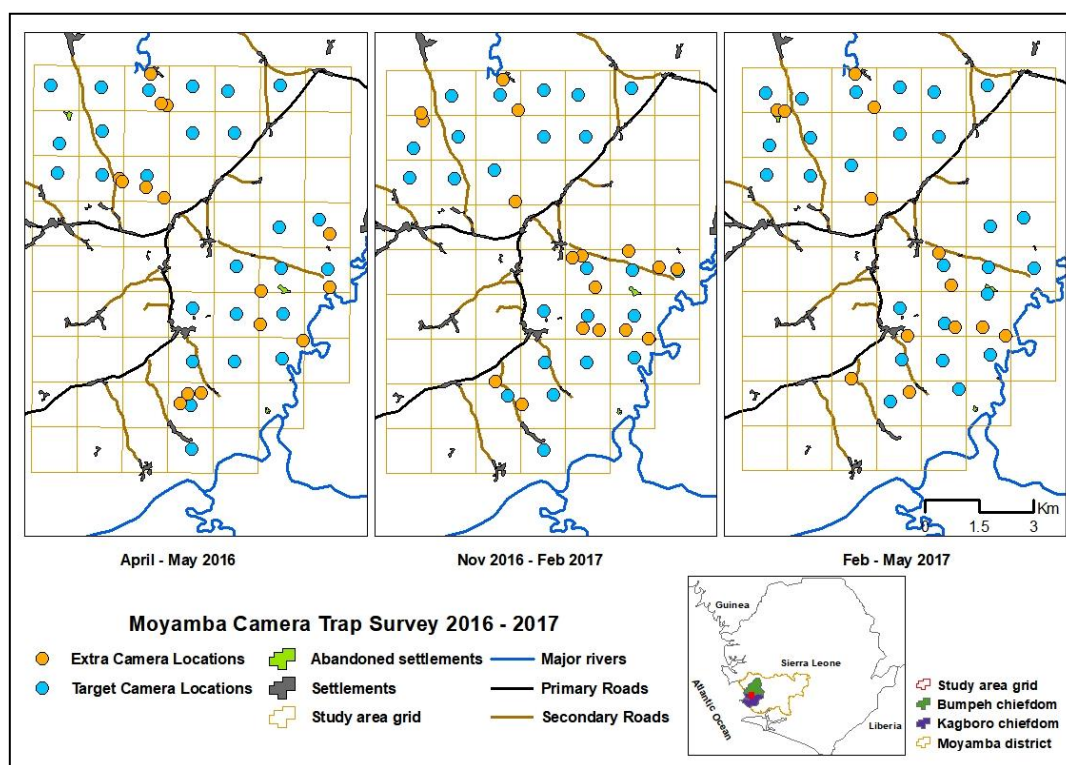 Km
0 1.5 3
April - May 2016
Nov 2016 - Feb 2017
Feb - May 2017
Moyamba Camera Trap Survey 2016 - 2017
Extra Camera Locations
Target Camera Locations
Abandoned settlements
Settlements
Study area grid
Major rivers
Primary Roads
Secondary Roads
Guinea
Sierra Leone
Atlantic Ocean
Liberia
Study area grid
Bumpeh chiefdom
Kagboro chiefdom
Moyamba district